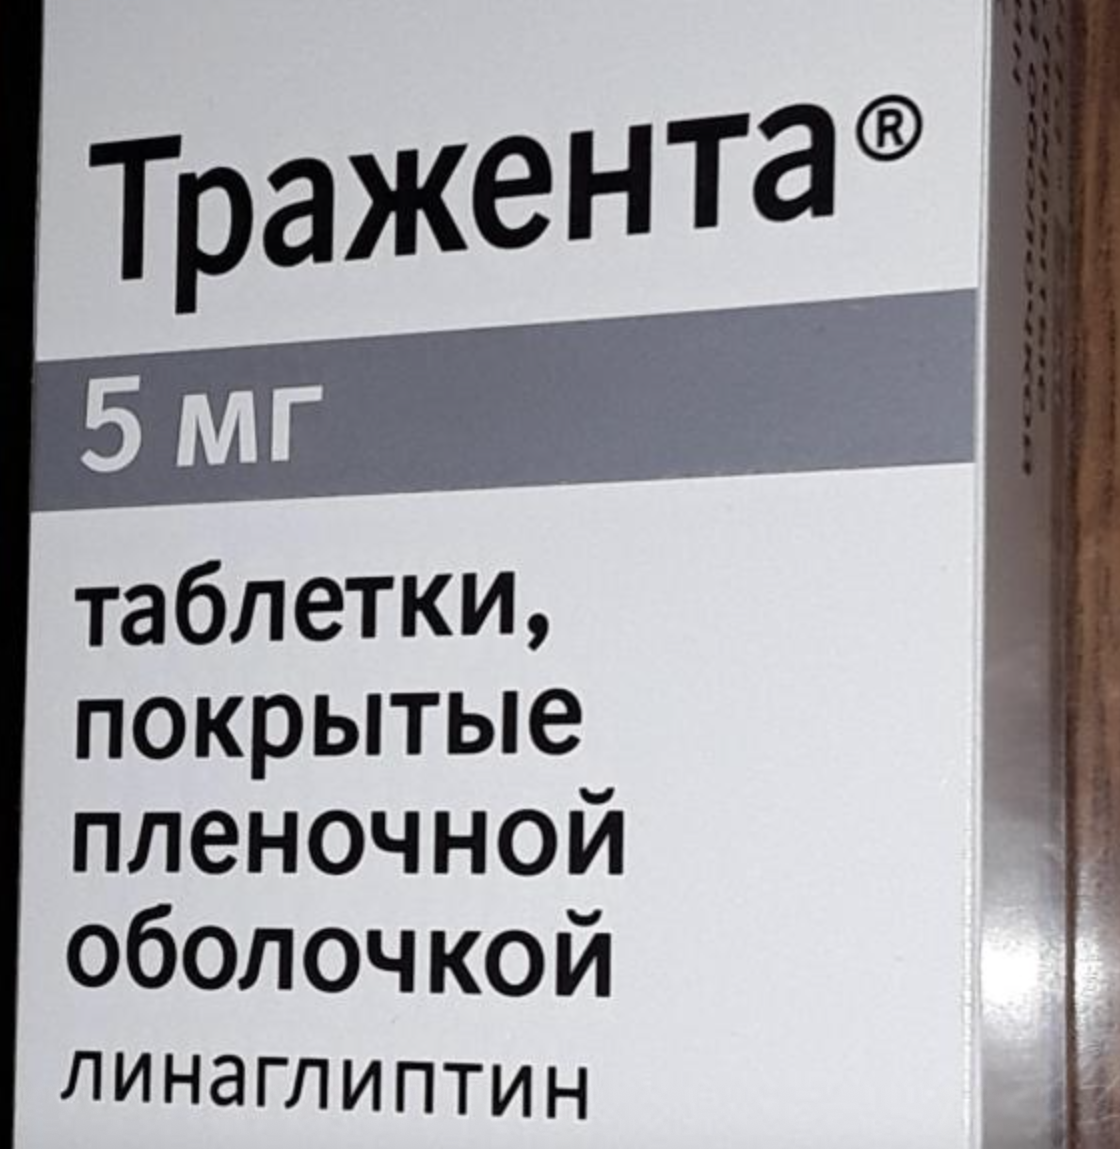 Тражента®
5 мг
таблетки,
покрытые
пленочной
оболочкой
линаглиптин